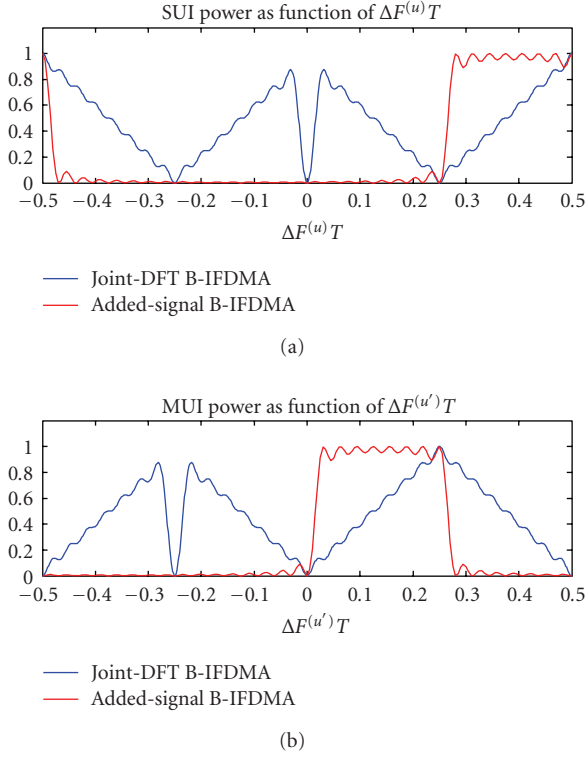 SUI power as function of ΔF⁽ᵘ⁾T
1
0.8
0.6
0.4
0.2
0
−0.5 −0.4 −0.3 −0.2 −0.1 0 0.1 0.2 0.3 0.4 0.5
ΔF⁽ᵘ⁾T
Joint-DFT B-IFDMA
Added-signal B-IFDMA
(a)
MUI power as function of ΔF⁽ᵘ′⁾T
1
0.8
0.6
0.4
0.2
0
−0.5 −0.4 −0.3 −0.2 −0.1 0 0.1 0.2 0.3 0.4 0.5
ΔF⁽ᵘ′⁾T
Joint-DFT B-IFDMA
Added-signal B-IFDMA
(b)